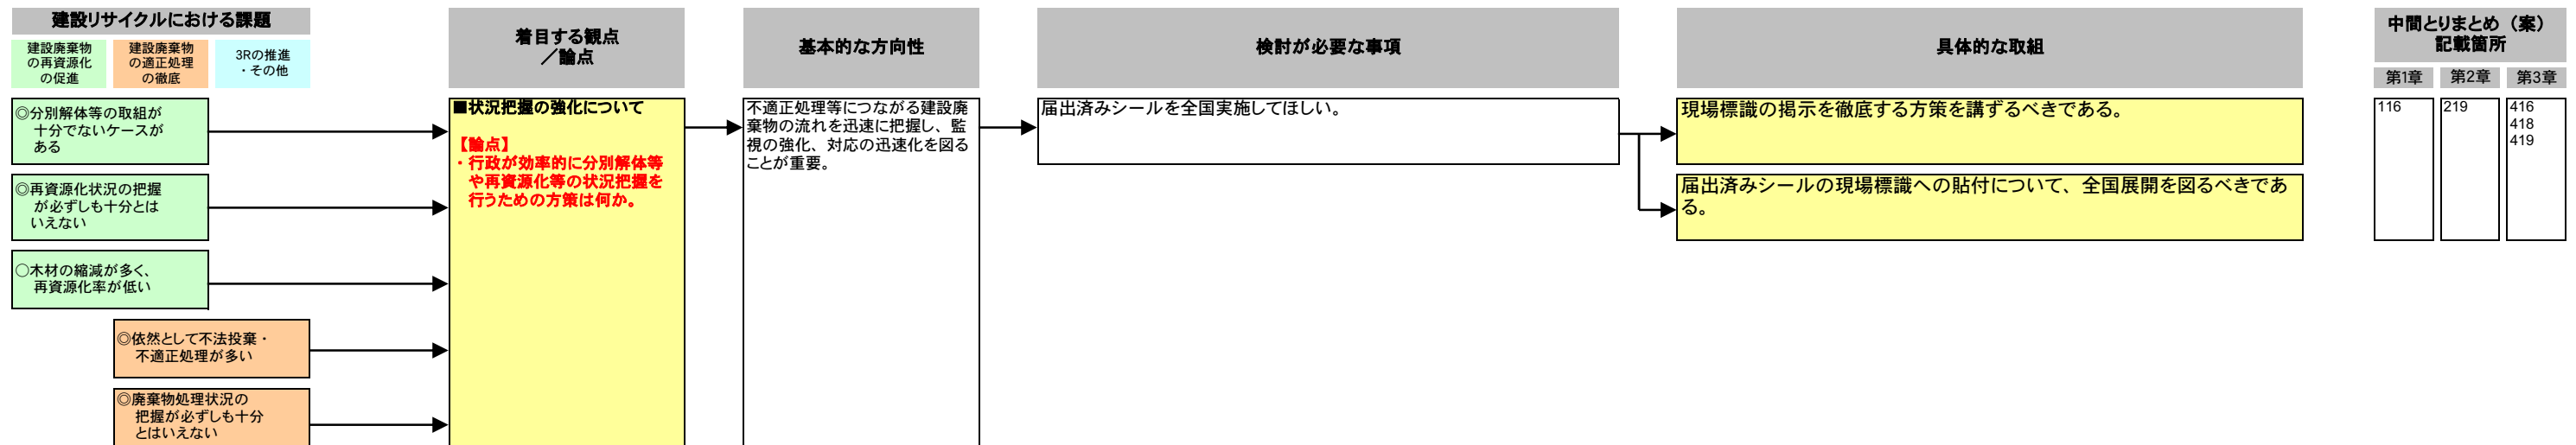 建設リサイクルにおける課題
建設廃棄物
の再資源化
の促進
建設廃棄物
の適正処理
の徹底
3Rの推進
・その他
着目する観点
／論点
基本的な方向性
検討が必要な事項
具体的な取組
中間とりまとめ（案）
記載箇所
第1章
第2章
第3章
◎分別解体等の取組が
十分でないケースが
ある
◎再資源化状況の把握
が必ずしも十分とは
いえない
○木材の縮減が多く、
再資源化率が低い
◎依然として不法投棄・
不適正処理が多い
◎廃棄物処理状況の
把握が必ずしも十分
とはいえない
■状況把握の強化について
【論点】
・行政が効率的に分別解体等
や再資源化等の状況把握を
行うための方策は何か。
不適正処理等につながる建設廃
棄物の流れを迅速に把握し、監
視の強化、対応の迅速化を図る
ことが重要。
届出済みシールを全国実施してほしい。
現場標識の掲示を徹底する方策を講ずるべきである。
届出済みシールの現場標識への貼付について、全国展開を図るべきであ
る。
116
219
416
418
419